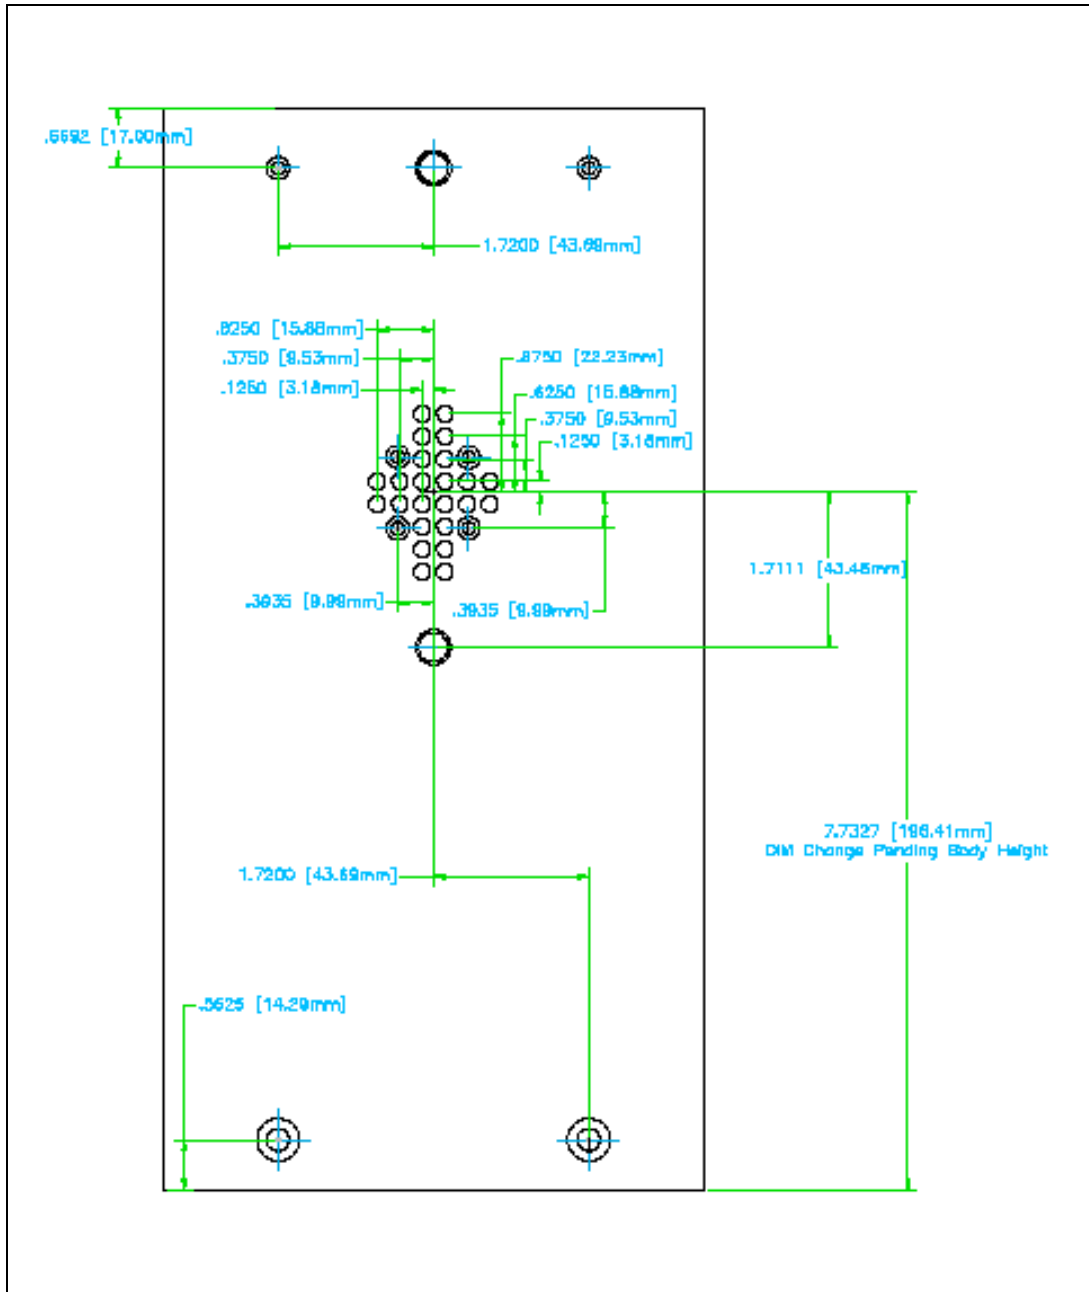 .6692 [17.00mm]
1.7200 [43.69mm]
.6250 [15.88mm]
.8750 [22.23mm]
.3750 [9.53mm]
.1250 [3.18mm]
.6250 [15.88mm]
.3750 [9.53mm]
.1250 [3.18mm]
1.7111 [43.46mm]
.3935 [9.99mm]
.3935 [9.99mm]
7.7327 [196.41mm]
DIM Change Pending Body Height
1.7200 [43.69mm]
.5625 [14.29mm]